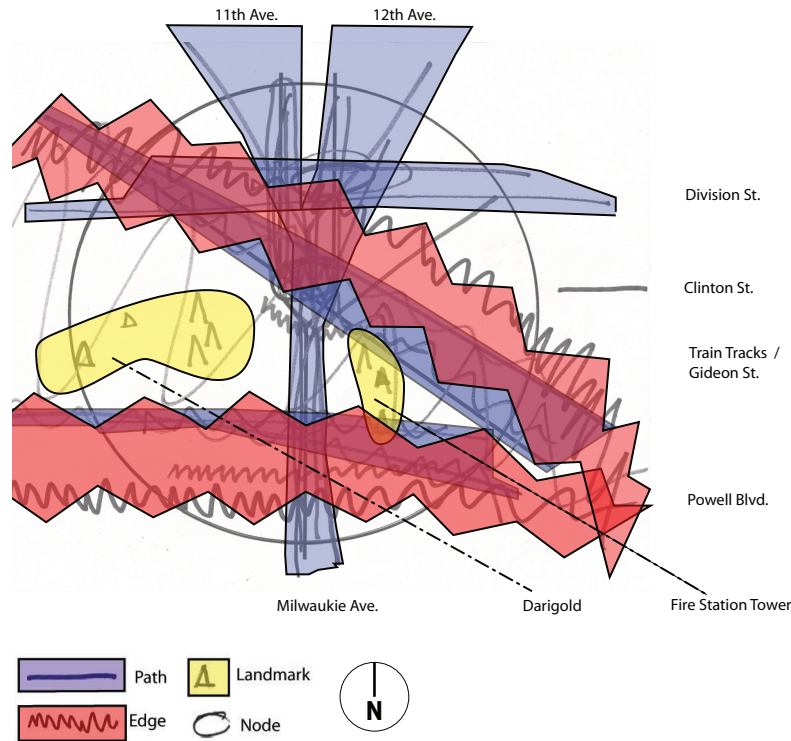 11th Ave. 12th Ave.
Division St.
Clinton St.
Train Tracks /
Gideon St.
Powell Blvd.
Milwaukie Ave. Darigold Fire Station Tower
Path Landmark
Edge Node
N